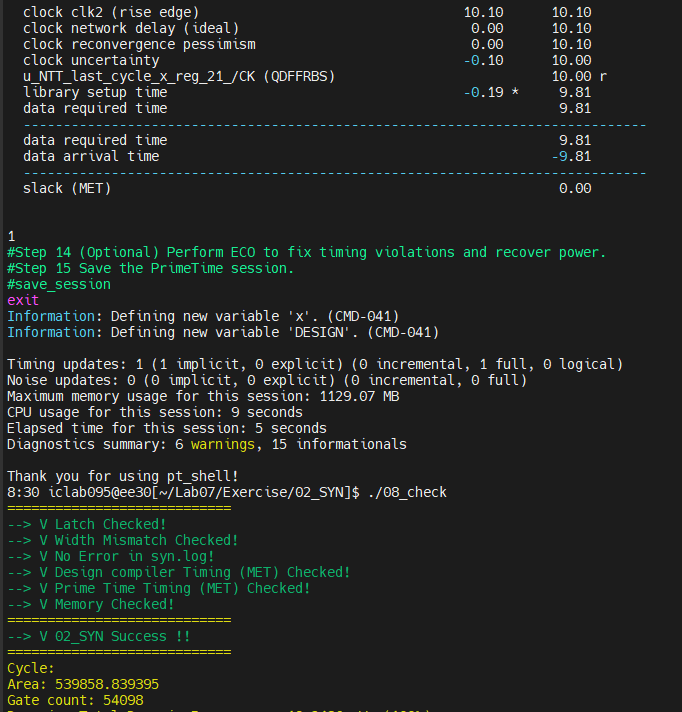 clock clk2 (rise edge) 10.10 10.10
clock network delay (ideal) 0.00 10.10
clock reconvergence pessimism 0.00 10.10
clock uncertainty -0.10 10.00
u_NTT_last_cycle_x_reg_21_/CK (QDFFRBS) 10.00 r
library setup time -0.19 * 9.81
data required time 9.81
------------------------------------------------------------------------------
data required time 9.81
data arrival time -9.81
------------------------------------------------------------------------------
slack (MET) 0.00
1
#Step 14 (Optional) Perform ECO to fix timing violations and recover power.
#Step 15 Save the PrimeTime session.
#save_session
exit
Information: Defining new variable 'x'. (CMD-041)
Information: Defining new variable 'DESIGN'. (CMD-041)
Timing updates: 1 (1 implicit, 0 explicit) (0 incremental, 1 full, 0 logical)
Noise updates: 0 (0 implicit, 0 explicit) (0 incremental, 0 full)
Maximum memory usage for this session: 1129.07 MB
CPU usage for this session: 9 seconds
Elapsed time for this session: 5 seconds
Diagnostics summary: 6 warnings, 15 informationals
Thank you for using pt_shell!
8:30 iclab095@ee30[~/Lab07/Exercise/02_SYN]$ ./08_check
============================
--> V Latch Checked!
--> V Width Mismatch Checked!
--> V No Error in syn.log!
--> V Design compiler Timing (MET) Checked!
--> V Prime Time Timing (MET) Checked!
--> V Memory Checked!
============================
--> V 02_SYN Success !!
============================
Cycle:
Area: 539858.839395
Gate count: 54098